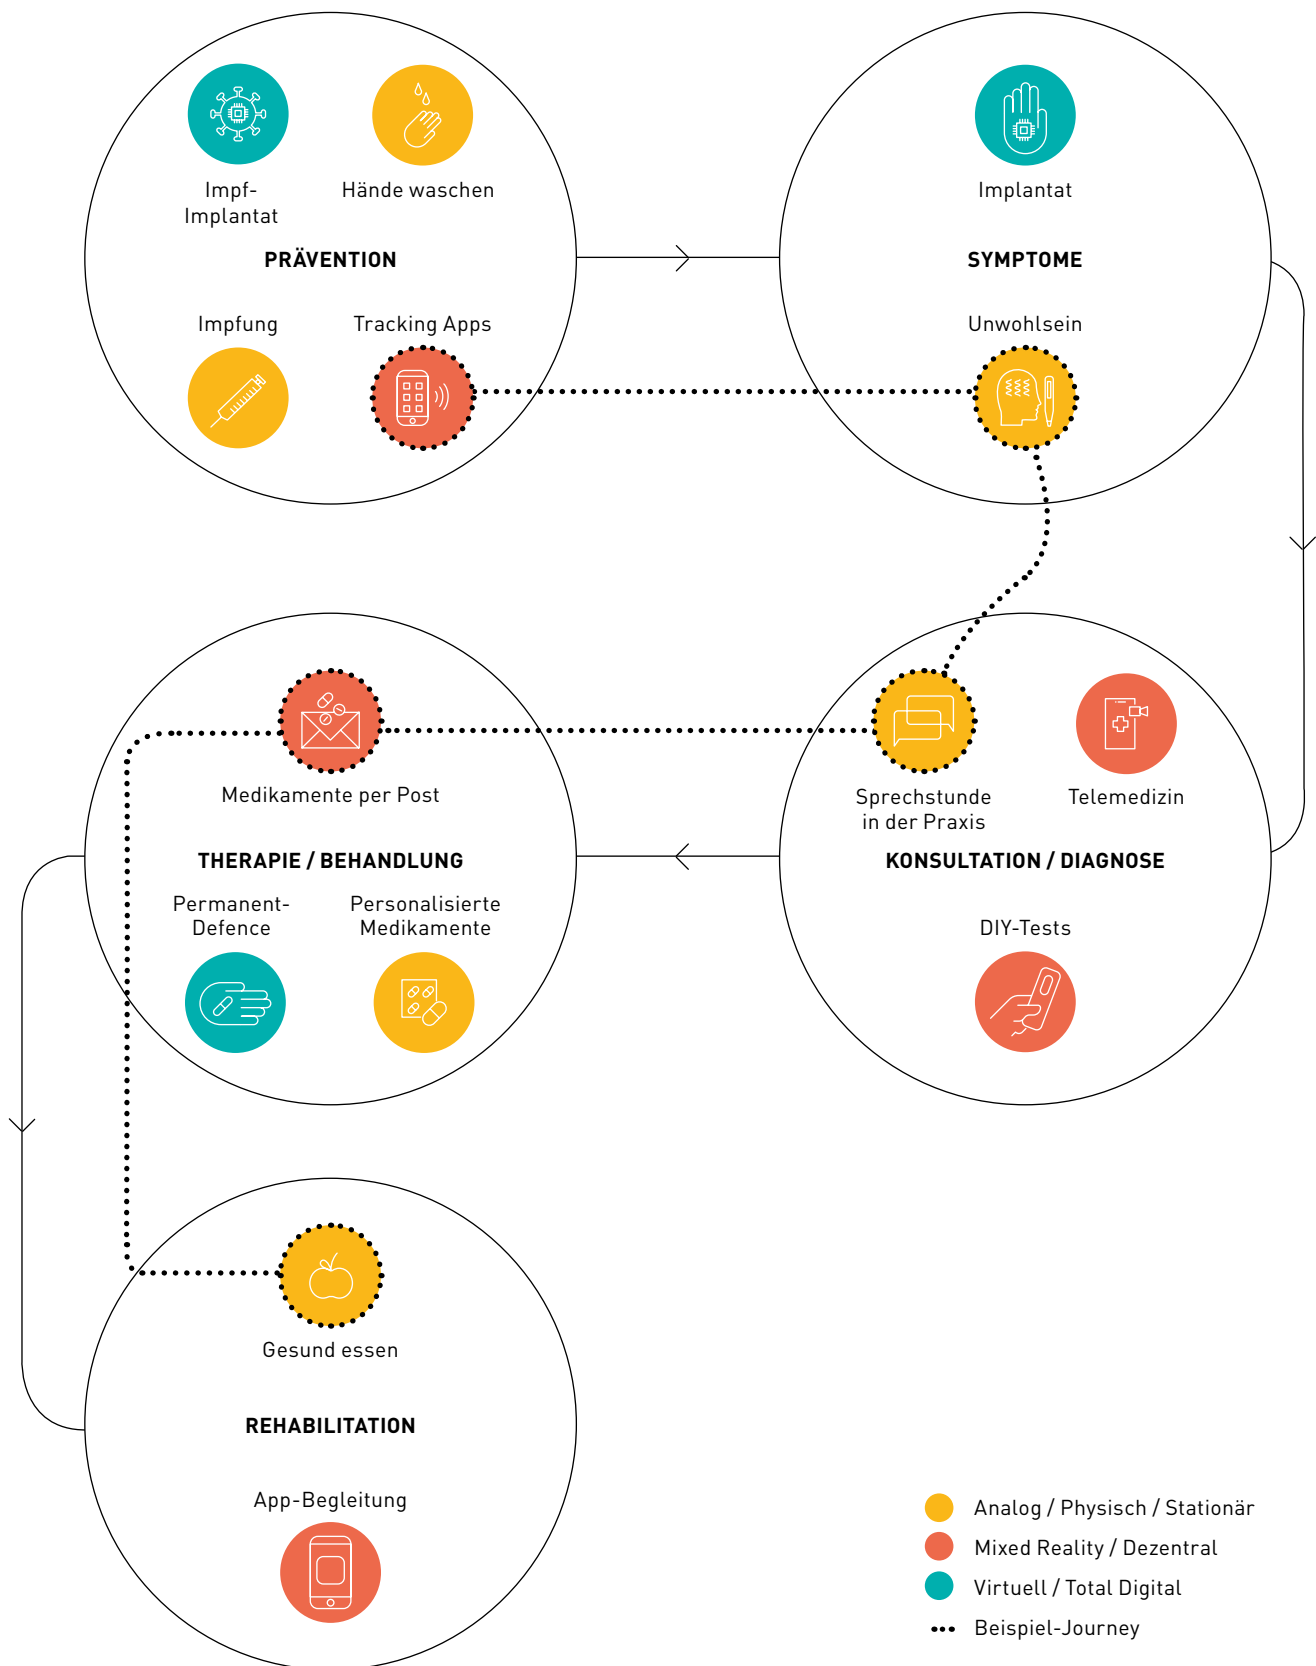 Impf-
Implantat
Hände waschen
PRÄVENTION
Impfung
Tracking Apps
Implantat
SYMPTOME
Unwohlsein
Medikamente per Post
THERAPIE / BEHANDLUNG
Permanent-
Defence
Personalisierte
Medikamente
Sprechstunde
in der Praxis
Telemedizin
KONSULTATION / DIAGNOSE
DIY-Tests
Gesund essen
REHABILITATION
App-Begleitung
Analog / Physisch / Stationär
Mixed Reality / Dezentral
Virtuell / Total Digital
Beispiel-Journey